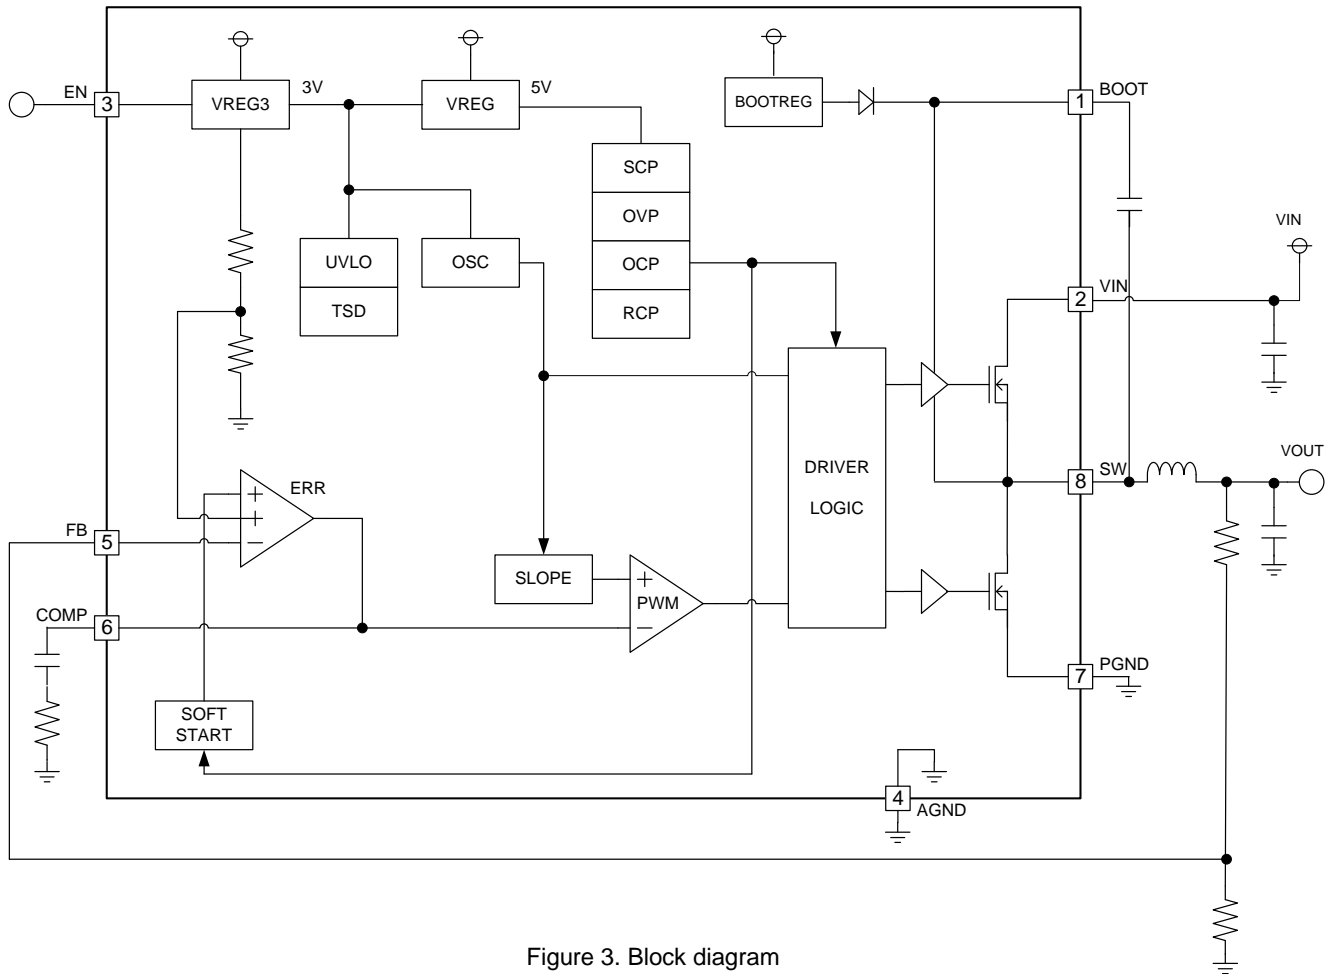 EN
3
VREG3
3V
VREG
5V
BOOTREG
1
BOOT
SCP
OVP
OCP
RCP
UVLO
TSD
OSC
VIN
2
VIN
DRIVER
LOGIC
ERR
+
+
−
FB
5
SW
8
VOUT
SLOPE
+
PWM
−
COMP
6
PGND
7
SOFT
START
4
AGND
Figure 3. Block diagram